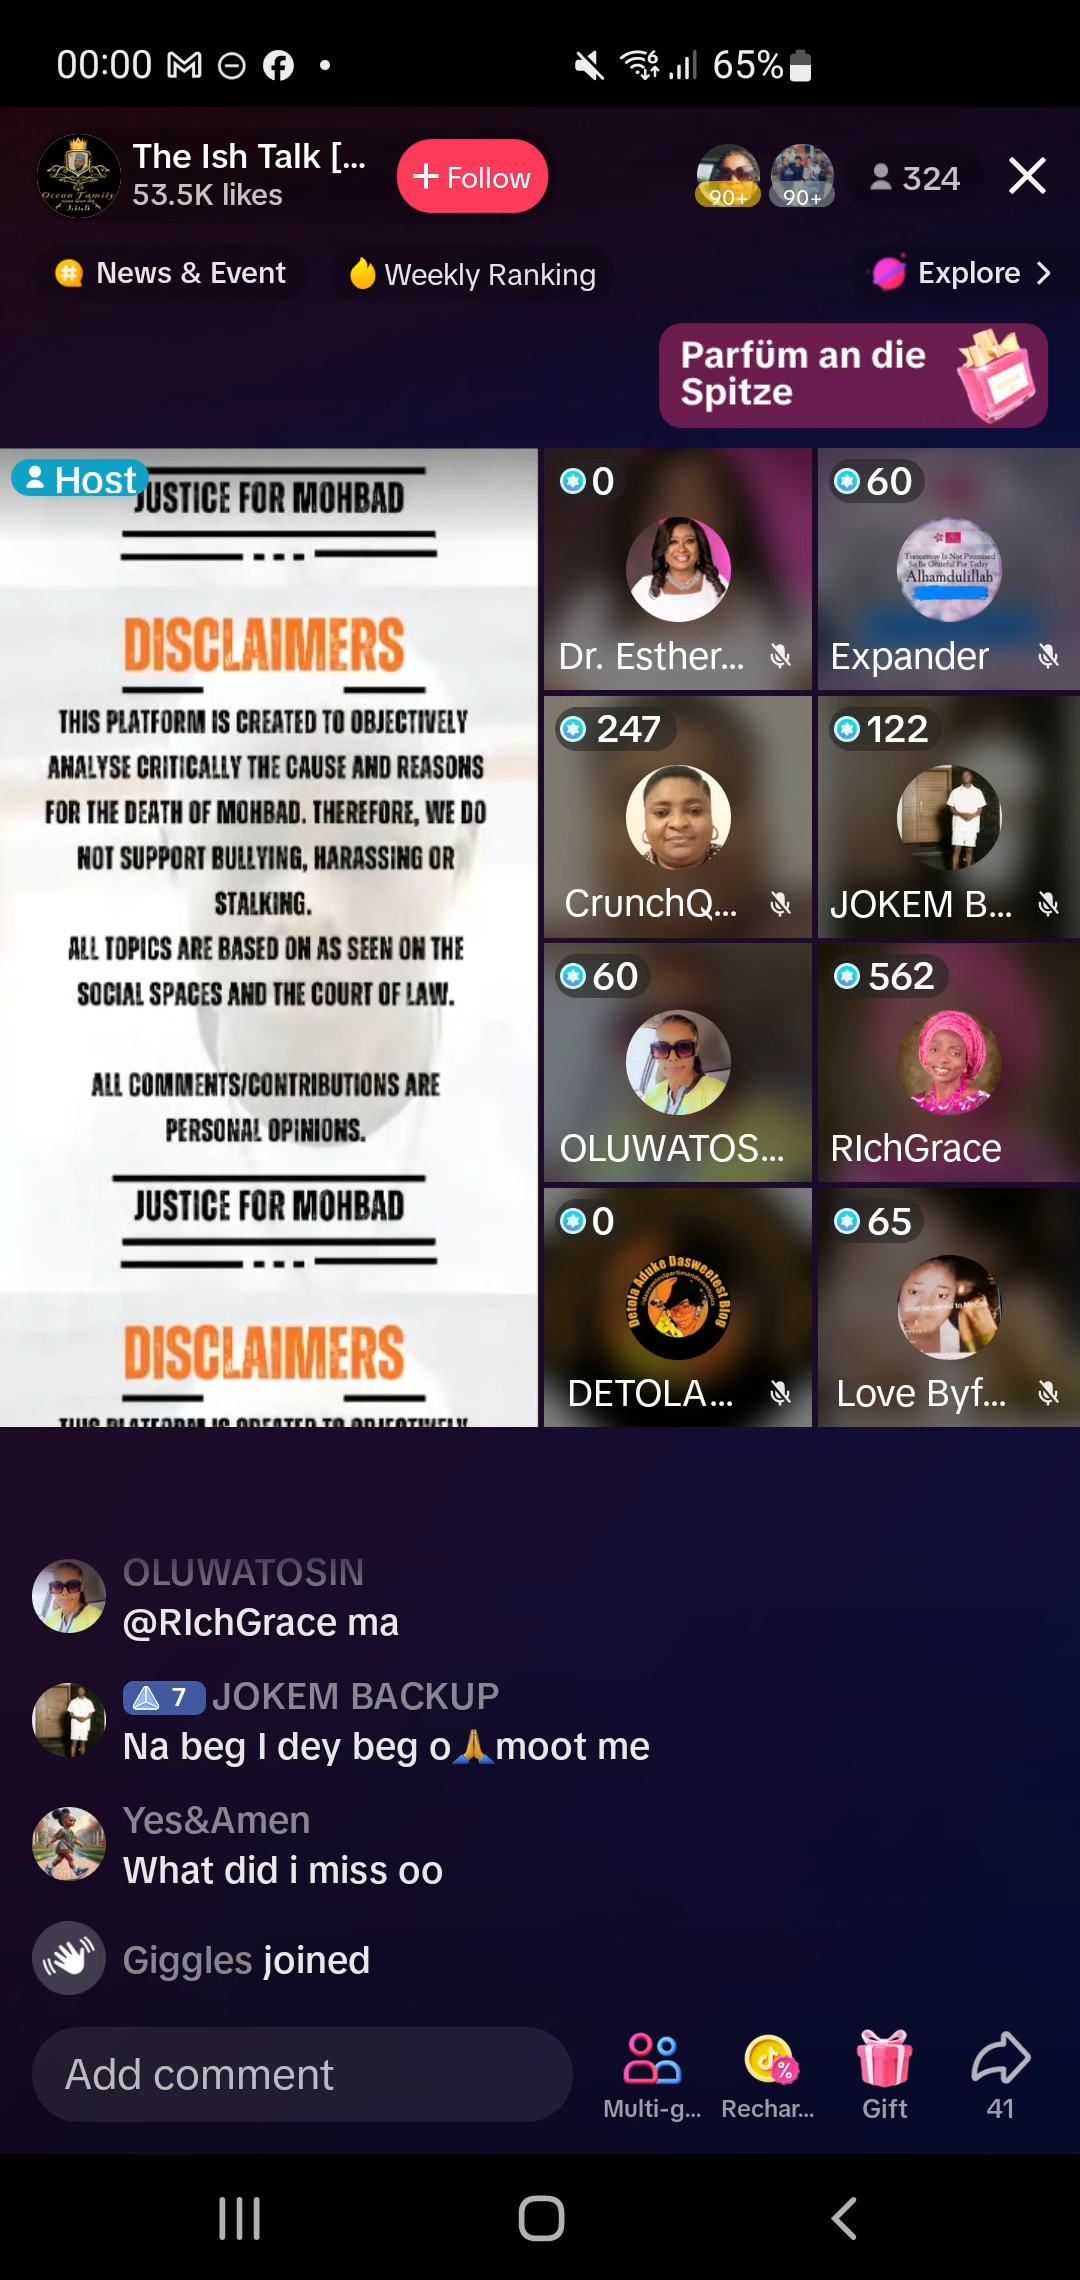 00:00
65%
The Ish Talk [...
53.5K likes
+ Follow
90+
90+
324
News & Event
Weekly Ranking
Explore
Parfüm an die
Spitze
Host
JUSTICE FOR MOHBAD
DISCLAIMERS
THIS PLATFORM IS CREATED TO OBJECTIVELY
ANALYSE CRITICALLY THE CAUSE AND REASONS
FOR THE DEATH OF MOHBAD. THEREFORE, WE DO
NOT SUPPORT BULLYING, HARASSING OR
STALKING.
ALL TOPICS ARE BASED ON AS SEEN ON THE
SOCIAL SPACES AND THE COURT OF LAW.
ALL COMMENTS/CONTRIBUTIONS ARE
PERSONAL OPINIONS.
JUSTICE FOR MOHBAD
DISCLAIMERS
THIS PLATFORM IS CREATED TO OBJECTIVELY
0
Dr. Esther...
60
Tomorrow Is Not Promised
So Be Grateful For Today
Alhamdulillah
Expander
247
CrunchQ...
122
JOKEM B...
60
OLUWATOS...
562
RIchGrace
0
Detola Aduke Dasweetest Blog
DETOLA...
65
Love Byf...
OLUWATOSIN
@RIchGrace ma
7 JOKEM BACKUP
Na beg I dey beg o🙏moot me
Yes&Amen
What did i miss oo
Giggles joined
Add comment
Multi-g...
Rechar...
Gift
41